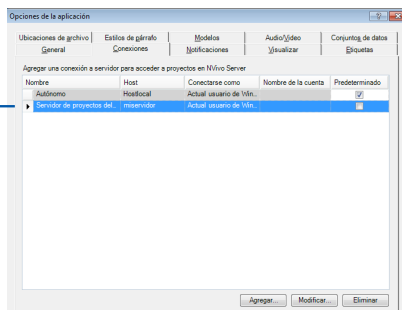 Opciones de la aplicación
Ubicaciones de archivo Estilos de párrafo Modelos Audio/Video Conjuntos de datos
General Conexiones Notificaciones Visualizar Etiquetas
Agregar una conexión a servidor para acceder a proyectos en NVivo Server
Nombre Host Conectarse como Nombre de la cuenta Predeterminado
Autónomo Hostlocal Actual usuario de Win...
Servidor de proyectos del... miservidor Actual usuario de Win...
Agregar... Modificar... Eliminar